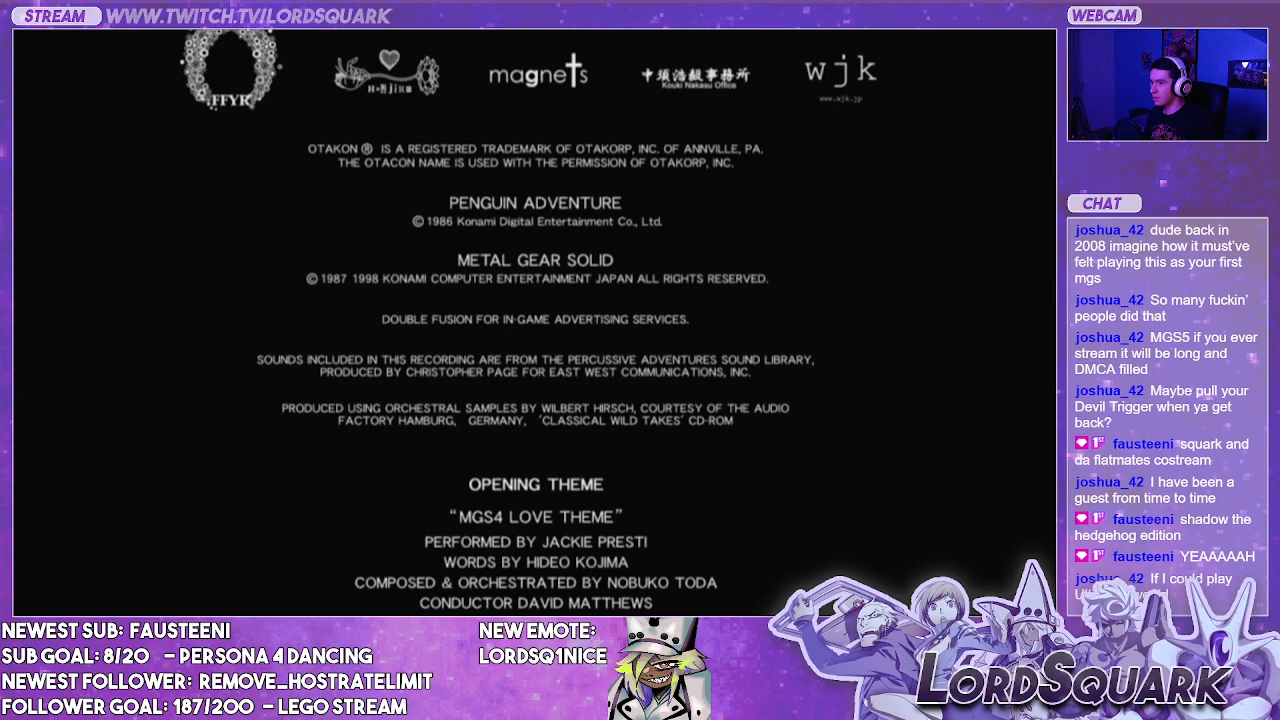 STREAM WWW.TWITCH.TV/LORDSQUARK
WEBCAM
FFYR
HONJIRU
magnets
中須浩毅事務所
Kouki Nakasu Office
wjk
www.wjk.jp
OTAKON ® IS A REGISTERED TRADEMARK OF OTAKORP, INC. OF ANNVILLE, PA.
THE OTACON NAME IS USED WITH THE PERMISSION OF OTAKORP, INC.
PENGUIN ADVENTURE
© 1986 Konami Digital Entertainment Co., Ltd.
METAL GEAR SOLID
© 1987 1998 KONAMI COMPUTER ENTERTAINMENT JAPAN ALL RIGHTS RESERVED.
DOUBLE FUSION FOR IN-GAME ADVERTISING SERVICES.
SOUNDS INCLUDED IN THIS RECORDING ARE FROM THE PERCUSSIVE ADVENTURES SOUND LIBRARY,
PRODUCED BY CHRISTOPHER PAGE FOR EAST WEST COMMUNICATIONS, INC.
PRODUCED USING ORCHESTRAL SAMPLES BY WILBERT HIRSCH, COURTESY OF THE AUDIO
FACTORY HAMBURG, GERMANY, 'CLASSICAL WILD TAKES' CD-ROM
OPENING THEME
"MGS4 LOVE THEME"
PERFORMED BY JACKIE PRESTI
WORDS BY HIDEO KOJIMA
COMPOSED & ORCHESTRATED BY NOBUKO TODA
CONDUCTOR DAVID MATTHEWS
CHAT
joshua_42 dude back in
2008 imagine how it must've
felt playing this as your first
mgs
joshua_42 So many fuckin'
people did that
joshua_42 MGS5 if you ever
stream it will be long and
DMCA filled
joshua_42 Maybe pull your
Devil Trigger when ya get
back?
1ST fausteeni squark and
da flatmates costream
joshua_42 I have been a
guest from time to time
1ST fausteeni shadow the
hedgehog edition
1ST fausteeni YEAAAAAH
joshua_42 If I could play
NEWEST SUB: FAUSTEENI
SUB GOAL: 8/20 - PERSONA 4 DANCING
NEWEST FOLLOWER: REMOVE_HOSTRATELIMIT
FOLLOWER GOAL: 187/200 - LEGO STREAM
NEW EMOTE:
LORDSQ1NICE
LORDSQUARK